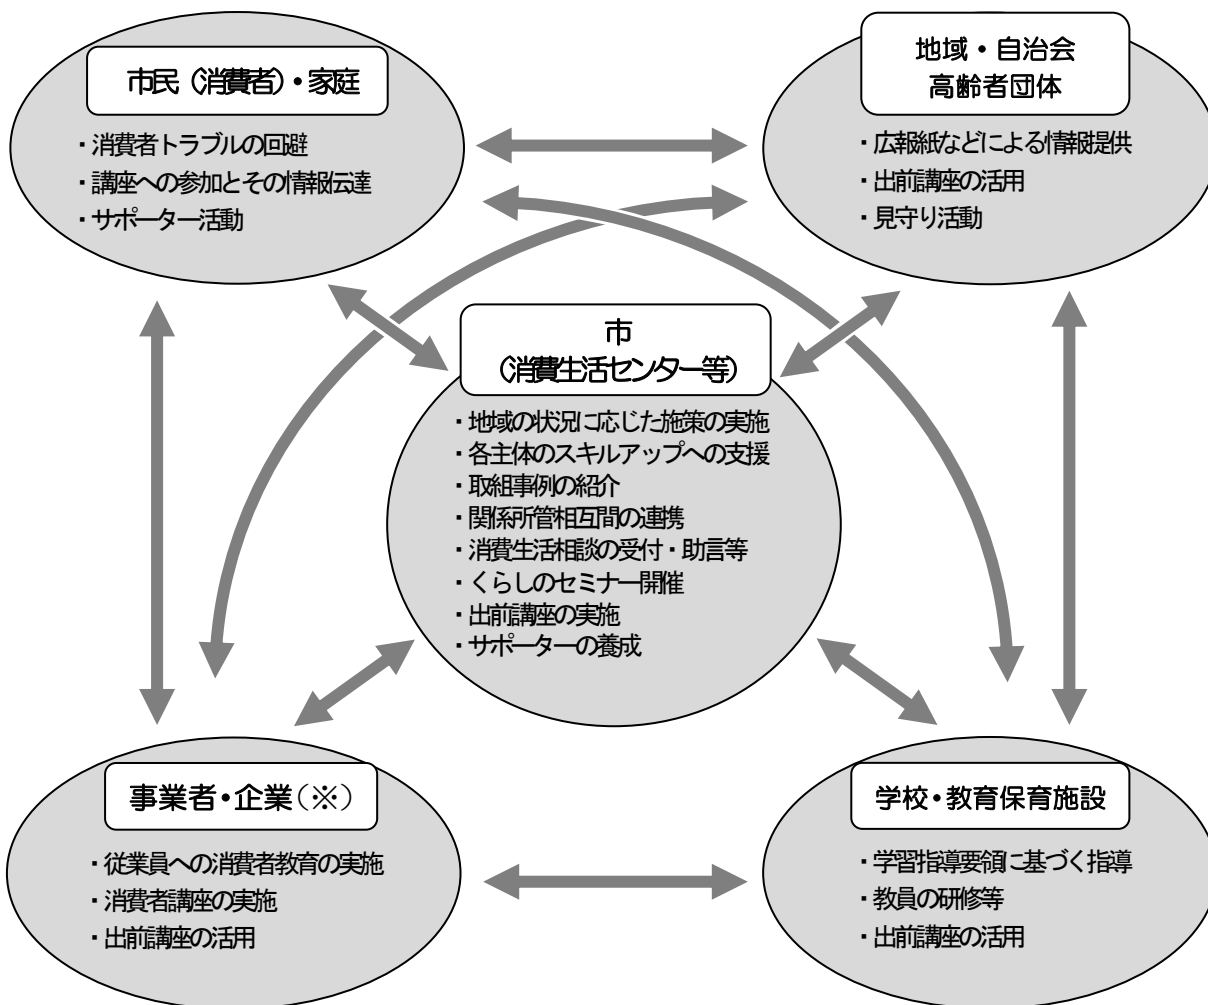 市民（消費者）・家庭
・消費者トラブルの回避
・講座への参加とその情報伝達
・サポーター活動
地域・自治会
高齢者団体
・広報紙などによる情報提供
・出前講座の活用
・見守り活動
市
（消費生活センター等）
・地域の状況に応じた施策の実施
・各主体のスキルアップへの支援
・取組事例の紹介
・関係所管相互間の連携
・消費生活相談の受付・助言等
・くらしのセミナー開催
・出前講座の実施
・サポーターの養成
事業者・企業（※）
・従業員への消費者教育の実施
・消費者講座の実施
・出前講座の活用
学校・教育保育施設
・学習指導要領に基づく指導
・教員の研修等
・出前講座の活用